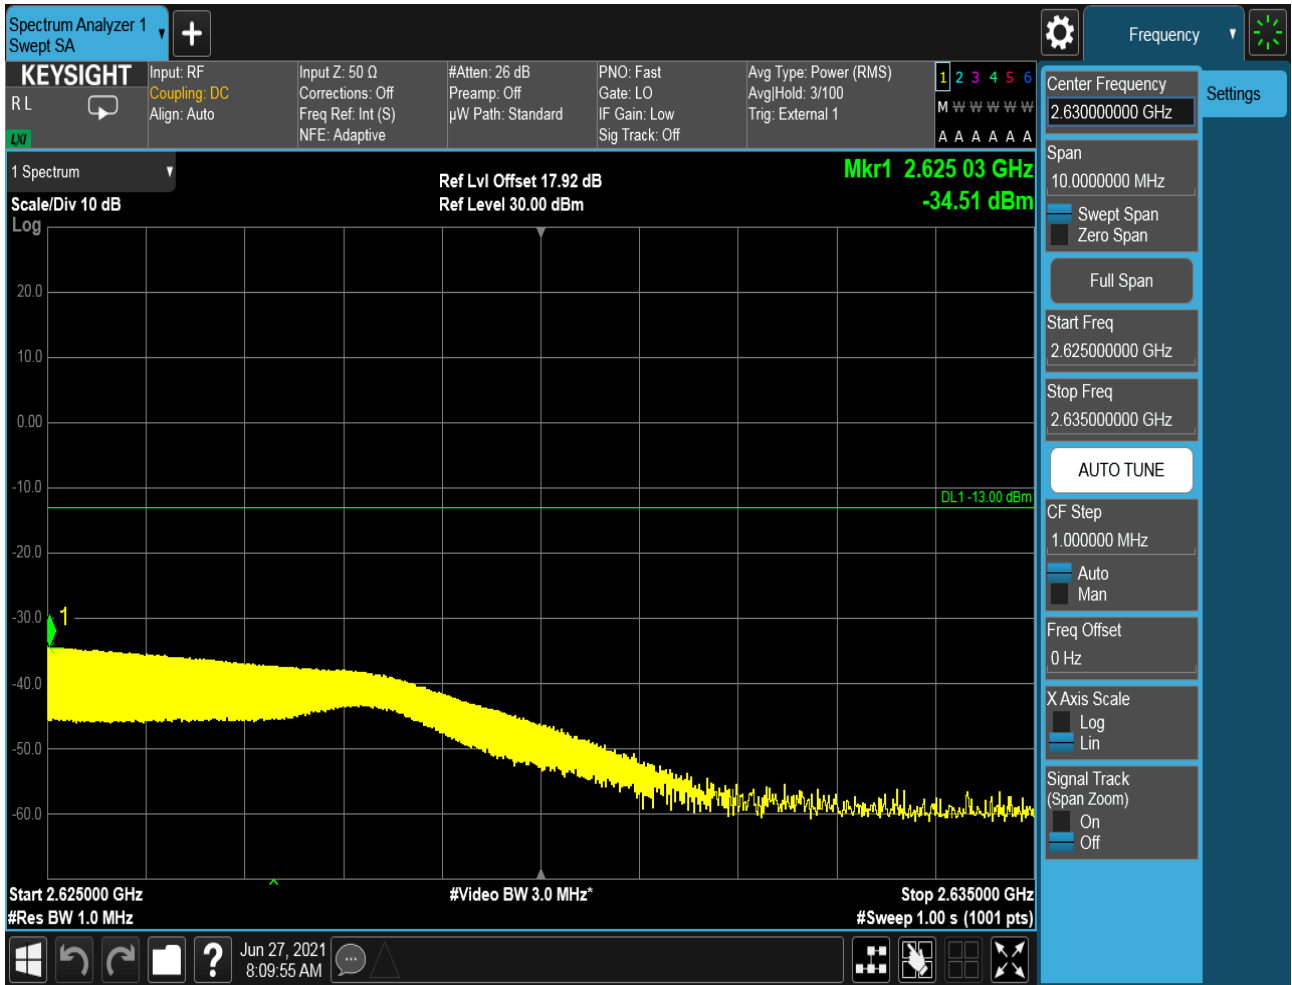 Spectrum Analyzer 1
Swept SA
Frequency
KEYSIGHT
R L
LXI
Input: RF
Coupling: DC
Align: Auto
Input Z: 50 Ω
Corrections: Off
Freq Ref: Int (S)
NFE: Adaptive
#Atten: 26 dB
Preamp: Off
µW Path: Standard
PNO: Fast
Gate: LO
IF Gain: Low
Sig Track: Off
Avg Type: Power (RMS)
Avg|Hold: 3/100
Trig: External 1
1 2 3 4 5 6
M W W W W W
A A A A A A
1 Spectrum
Scale/Div 10 dB
Log
Ref Lvl Offset 17.92 dB
Ref Level 30.00 dBm
Mkr1 2.625 03 GHz
-34.51 dBm
20.0
10.0
0.00
-10.0
DL1 -13.00 dBm
-20.0
-30.0
1
-40.0
-50.0
-60.0
Start 2.625000 GHz
#Res BW 1.0 MHz
#Video BW 3.0 MHz*
Stop 2.635000 GHz
#Sweep 1.00 s (1001 pts)
?
Jun 27, 2021
8:09:55 AM
Center Frequency
2.630000000 GHz
Settings
Span
10.0000000 MHz
Swept Span
Zero Span
Full Span
Start Freq
2.625000000 GHz
Stop Freq
2.635000000 GHz
AUTO TUNE
CF Step
1.000000 MHz
Auto
Man
Freq Offset
0 Hz
X Axis Scale
Log
Lin
Signal Track
(Span Zoom)
On
Off